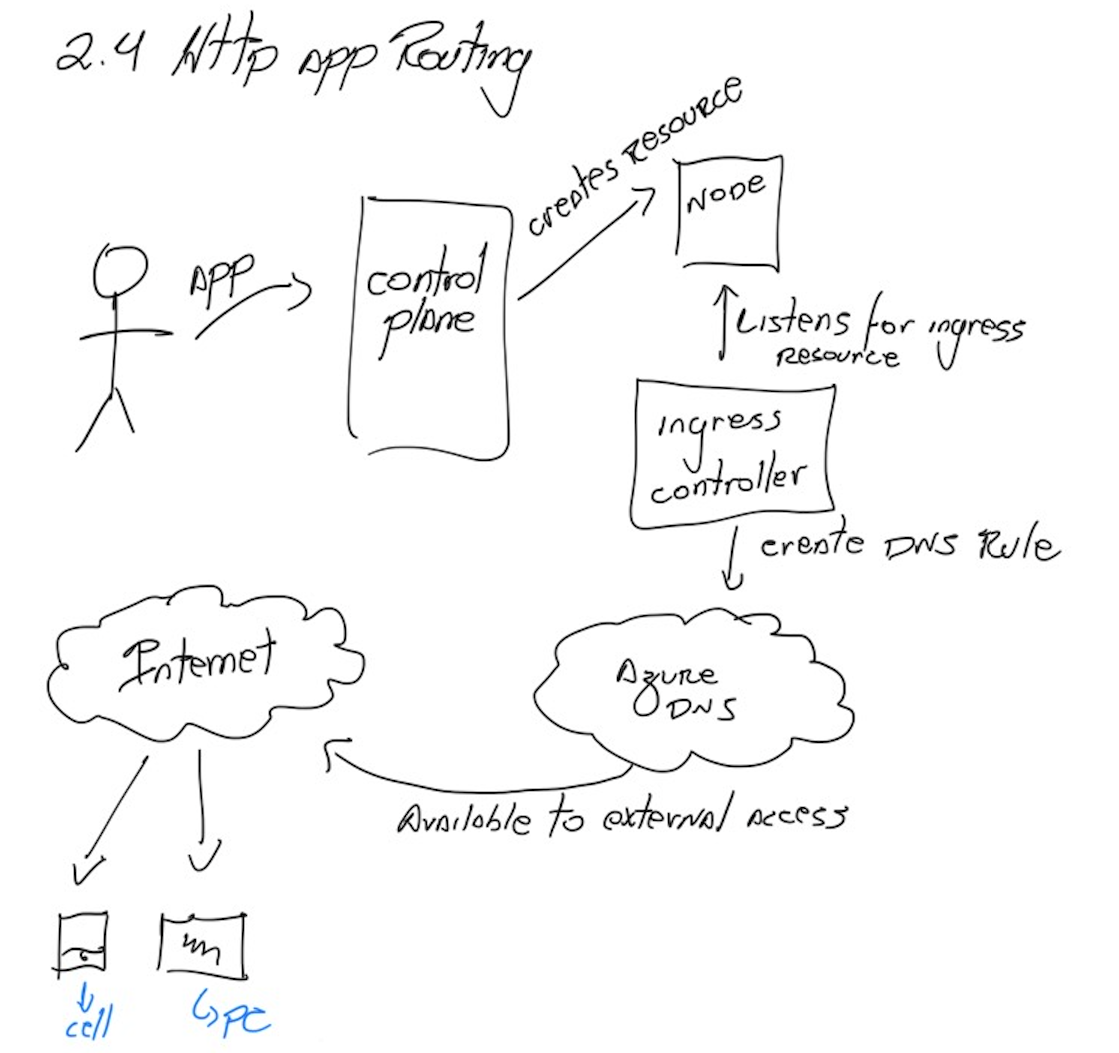 2.4 Http App Routing
creates Resource
Node
App
control
plane
Listens for ingress
Resource
ingress
controller
create DNS Rule
Internet
Azure
DNS
Available to external access
cell
PC